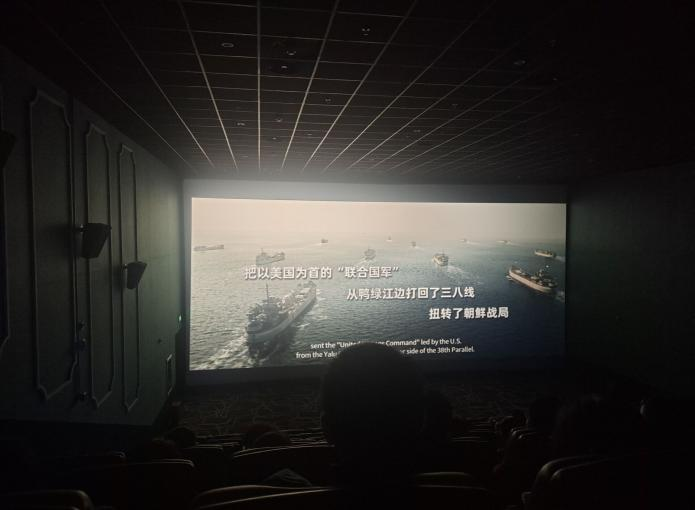 把以美国为首的“联合国军”
从鸭绿江边打回了三八线
扭转了朝鲜战局
sent the "Unit Command" led by the U.S.
from the Yalu side of the 38th Parallel.